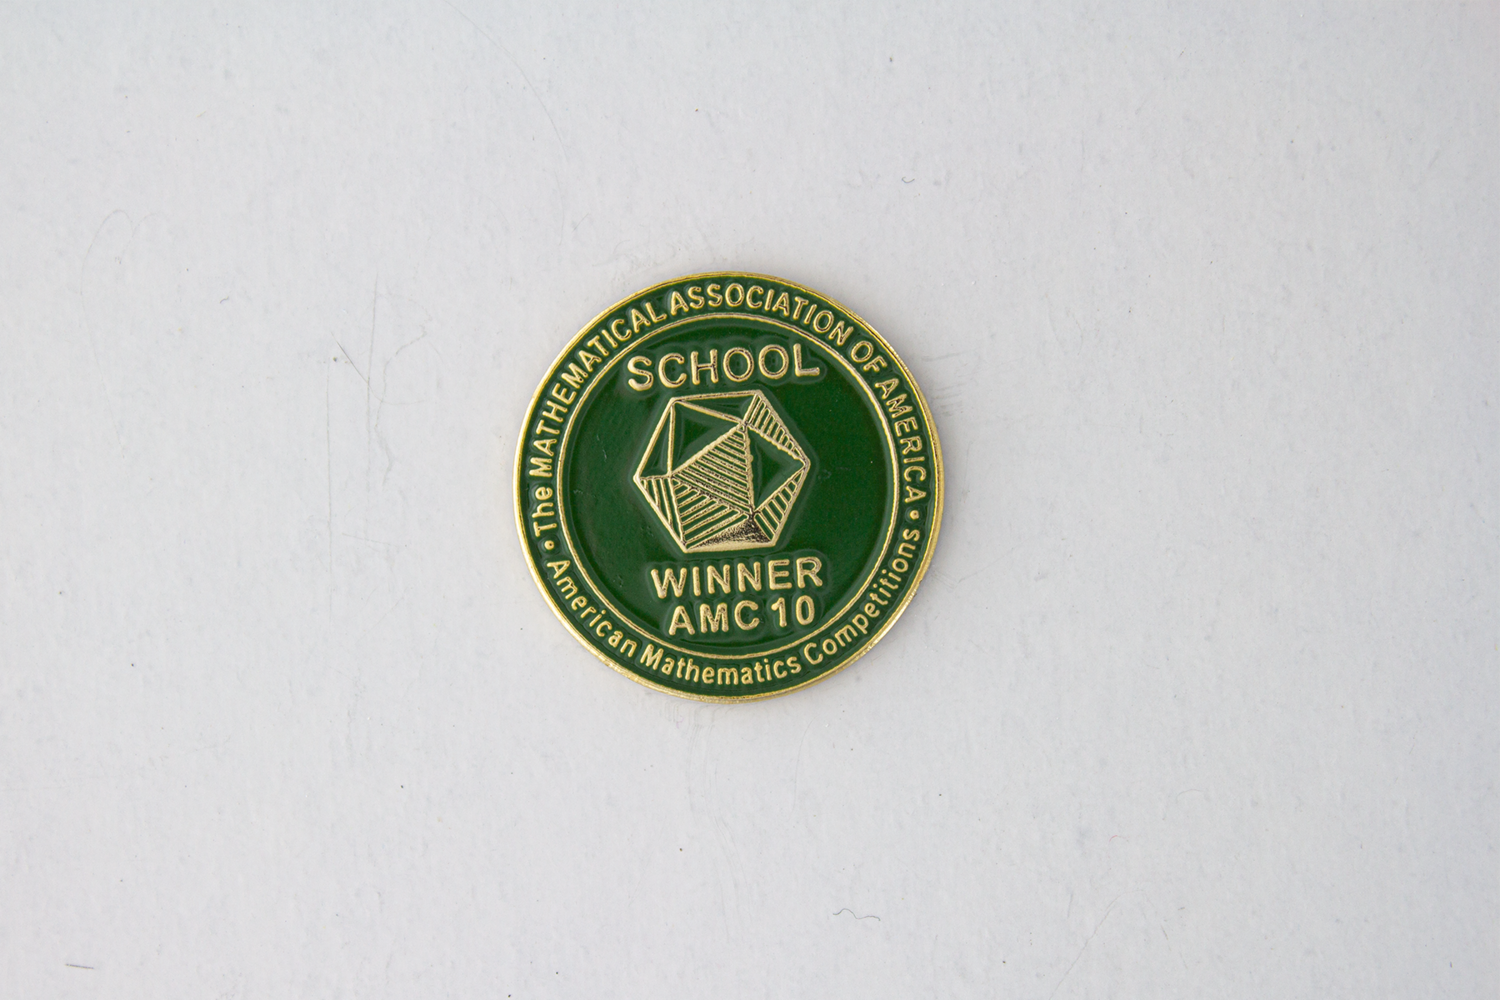 • The MATHEMATICAL ASSOCIATION OF AMERICA •
SCHOOL
WINNER
AMC 10
American Mathematics Competitions